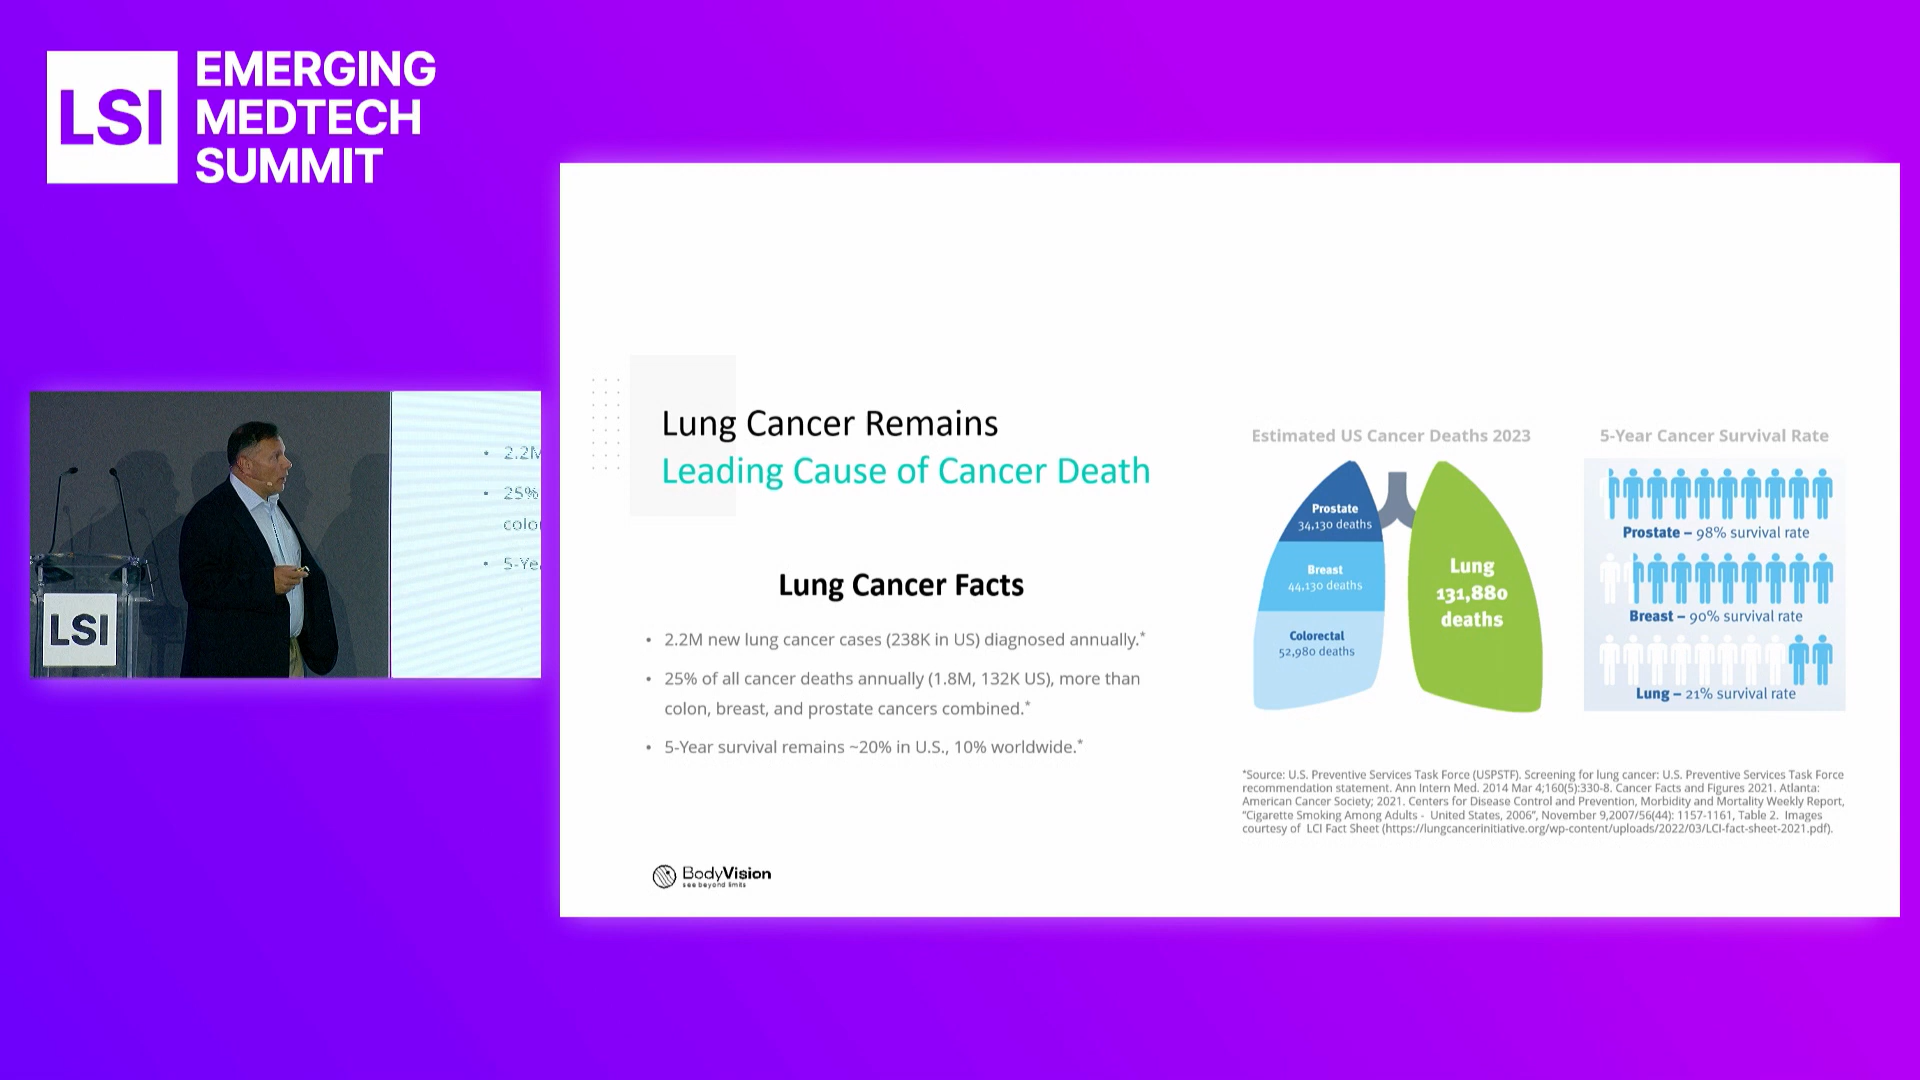 LSI
EMERGING
MEDTECH
SUMMIT
2.2M
25%
colo
5-Ye
LSI
Lung Cancer Remains
Leading Cause of Cancer Death
Lung Cancer Facts
• 2.2M new lung cancer cases (238K in US) diagnosed annually.*
• 25% of all cancer deaths annually (1.8M, 132K US), more than
colon, breast, and prostate cancers combined.*
• 5-Year survival remains ~20% in U.S., 10% worldwide.*
Estimated US Cancer Deaths 2023
Prostate
34,130 deaths
Breast
44,130 deaths
Colorectal
52,980 deaths
Lung
131,880
deaths
5-Year Cancer Survival Rate
Prostate – 98% survival rate
Breast – 90% survival rate
Lung – 21% survival rate
*Source: U.S. Preventive Services Task Force (USPSTF). Screening for lung cancer: U.S. Preventive Services Task Force
recommendation statement. Ann Intern Med. 2014 Mar 4;160(5):330-8. Cancer Facts and Figures 2021. Atlanta:
American Cancer Society; 2021. Centers for Disease Control and Prevention, Morbidity and Mortality Weekly Report,
"Cigarette Smoking Among Adults - United States, 2006", November 9,2007/56(44): 1157-1161, Table 2. Images
courtesy of LCI Fact Sheet (https://lungcancerinitiative.org/wp-content/uploads/2022/03/LCI-fact-sheet-2021.pdf).
BodyVision
see beyond limits